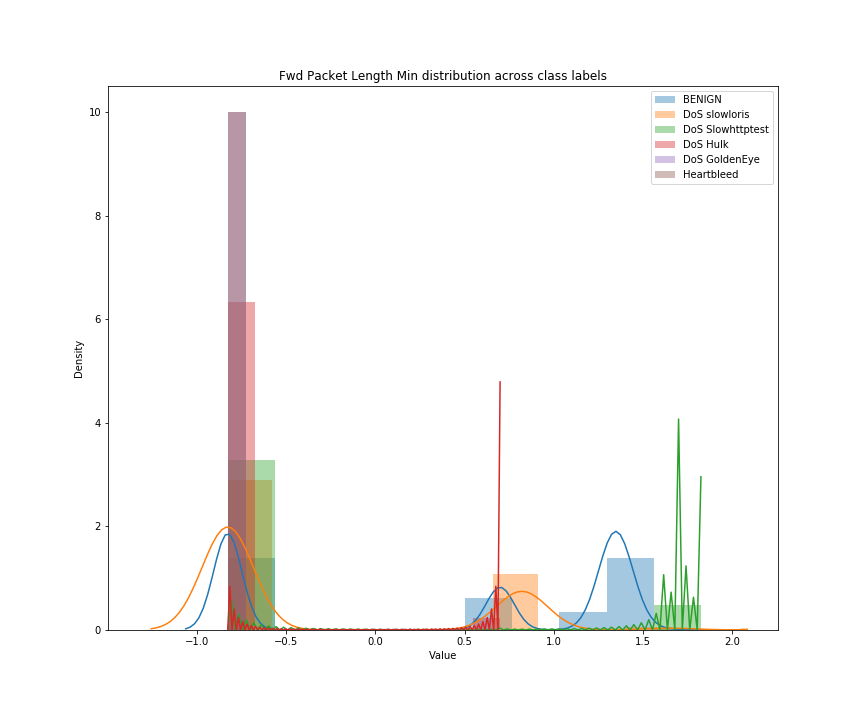 Fwd Packet Length Min distribution across class labels
BENIGN
DoS slowloris
DoS Slowhttptest
DoS Hulk
DoS GoldenEye
Heartbleed
10
8
6
4
2
0
Density
−1.0 −0.5 0.0 0.5 1.0 1.5 2.0
Value